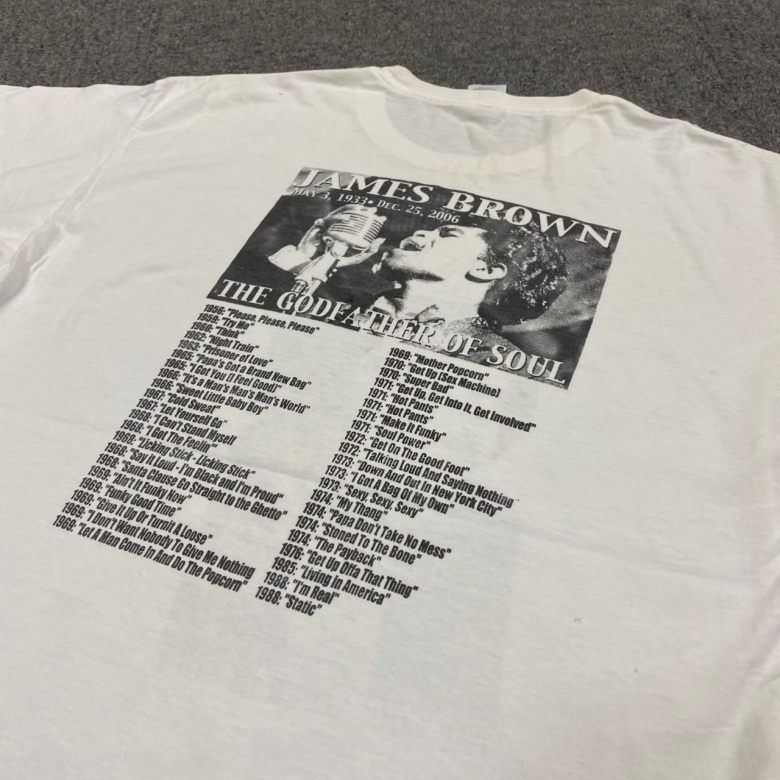 JAMES BROWN
MAY 3, 1933• DEC. 25, 2006
THE GODFATHER OF SOUL
1956: "Please, Please, Please"
1959: "Try Me"
1960: "Think"
1962: "Night Train"
1963: "Prisoner of Love"
1965: "Papa's Got a Brand New Bag"
1965: "I Got You (I Feel Good)"
1966: "It's a Man's Man's Man's World"
1966: "Sweet Little Baby Boy"
1967: "Cold Sweat"
1967: "Let Yourself Go"
1968: "I Can't Stand Myself
1968: "I Got The Feelin'"
1968: "Licking Stick - Licking Stick"
1968: "Say it Loud - I'm Black and I'm Proud"
1968: "Santa Clause Go Straight to the Ghetto"
1969: "Ain't It Funky Now"
1969: "Funky Good Time"
1969: "Give It Up Or Turnit A Loose"
1969: "I Don't Want Nobody To Give Me Nothing
1969: "Let A Man Come In And Do The Popcorn"
1969: "Mother Popcorn"
1970: "Get Up (Sex Machine)
1970: "Super Bad"
1971: "Get Up, Get Into It, Get Involved"
1971: "Hot Pants"
1971: "Hot Pants"
1971: "Make It Funky"
1971: "Soul Power"
1972: "Get On The Good Foot"
1972: "Talking Loud And Saying Nothing"
1973: "Down And Out In New York City"
1973: "I Got A Bag Of My Own"
1973: "Sexy, Sexy, Sexy"
1974: "My Thang"
1974: "Papa Don't Take No Mess"
1974: "Stoned To The Bone"
1974: "The Payback"
1976: "Get Up Offa That Thing"
1985: "Living In America"
1988: "I'm Real"
1988: "Static"